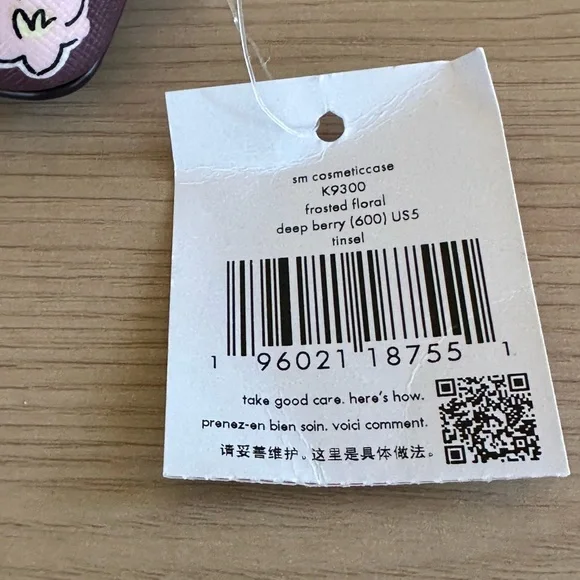 sm cosmeticcase
K9300
frosted floral
deep berry (600) US5
tinsel
1 96021 18755 1
take good care. here's how.
prenez-en bien soin. voici comment.
请妥善维护。这里是具体做法。